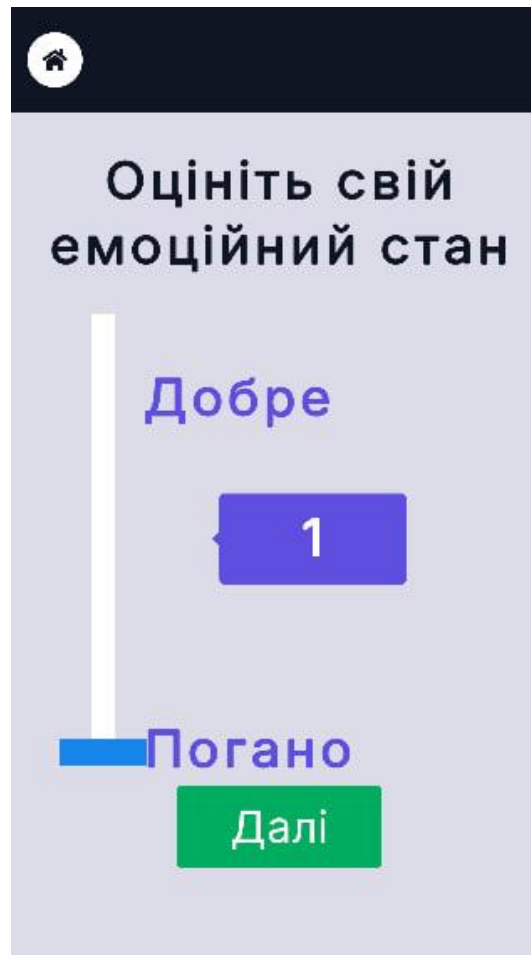 Оцініть свій
емоційний стан
Добре
1
Погано
Далі